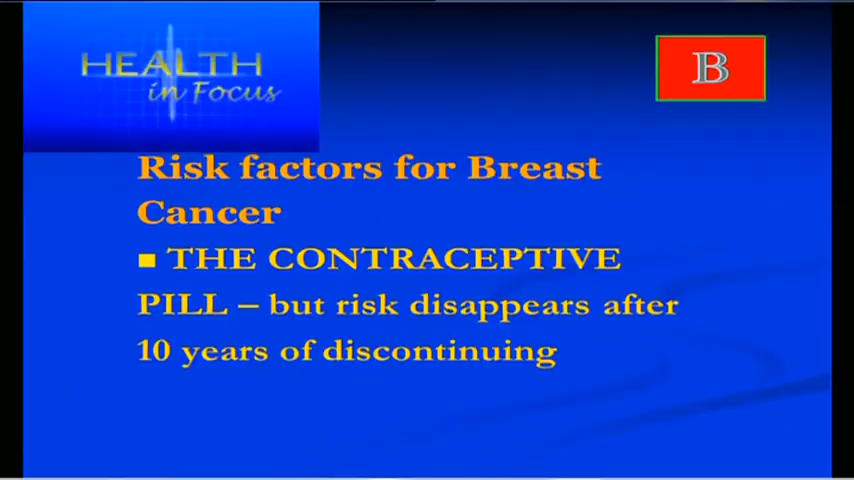 HEALTH
in Focus
B
Risk factors for Breast
Cancer
■ THE CONTRACEPTIVE
PILL – but risk disappears after
10 years of discontinuing